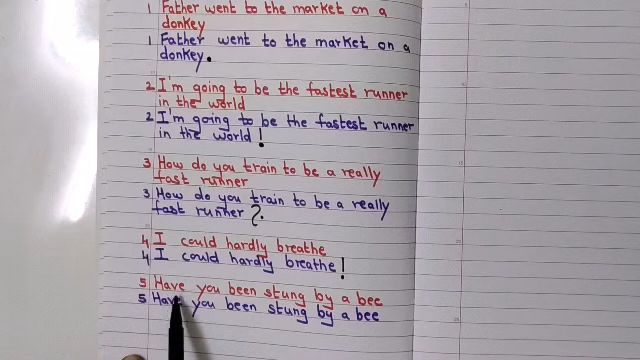 1 Father went to the market on a
donkey
1 Father went to the market on a
donkey.
2 I'm going to be the fastest runner
in the world
2 I'm going to be the fastest runner
in the world!
3 How do you train to be a really
fast runner
3 How do you train to be a really
fast runner?
4 I could hardly breathe
4 I could hardly breathe!
5 Have you been stung by a bee
5 Have you been stung by a bee